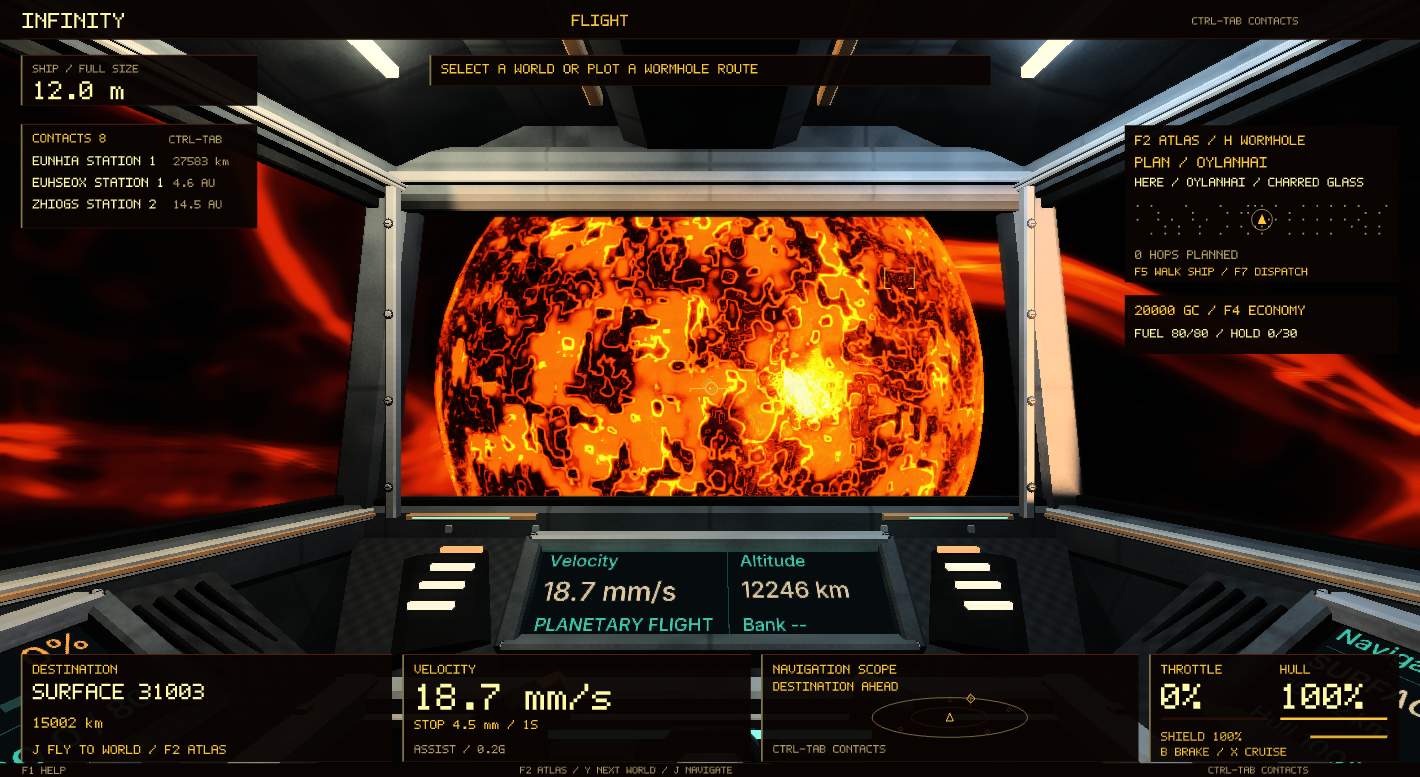 INFINITY
FLIGHT
CTRL-TAB CONTACTS
SHIP / FULL SIZE
12.0 m
SELECT A WORLD OR PLOT A WORMHOLE ROUTE
CONTACTS 8 CTRL-TAB
EUNHIA STATION 1 27583 km
EUHSEOX STATION 1 4.6 AU
ZHIOGS STATION 2 14.5 AU
F2 ATLAS / H WORMHOLE
PLAN / OYLANHAI
HERE / OYLANHAI / CHARRED GLASS
0 HOPS PLANNED
F5 WALK SHIP / F7 DISPATCH
20000 GC / F4 ECONOMY
FUEL 80/80 / HOLD 0/30
Velocity
18.7 mm/s
PLANETARY FLIGHT
Altitude
12246 km
Bank --
DESTINATION
SURFACE 31003
15002 km
J FLY TO WORLD / F2 ATLAS
VELOCITY
18.7 mm/s
STOP 4.5 mm / 1S
ASSIST / 0.2G
NAVIGATION SCOPE
DESTINATION AHEAD
CTRL-TAB CONTACTS
THROTTLE HULL
0% 100%
SHIELD 100%
B BRAKE / X CRUISE
F1 HELP
F2 ATLAS / Y NEXT WORLD / J NAVIGATE
CTRL-TAB CONTACTS